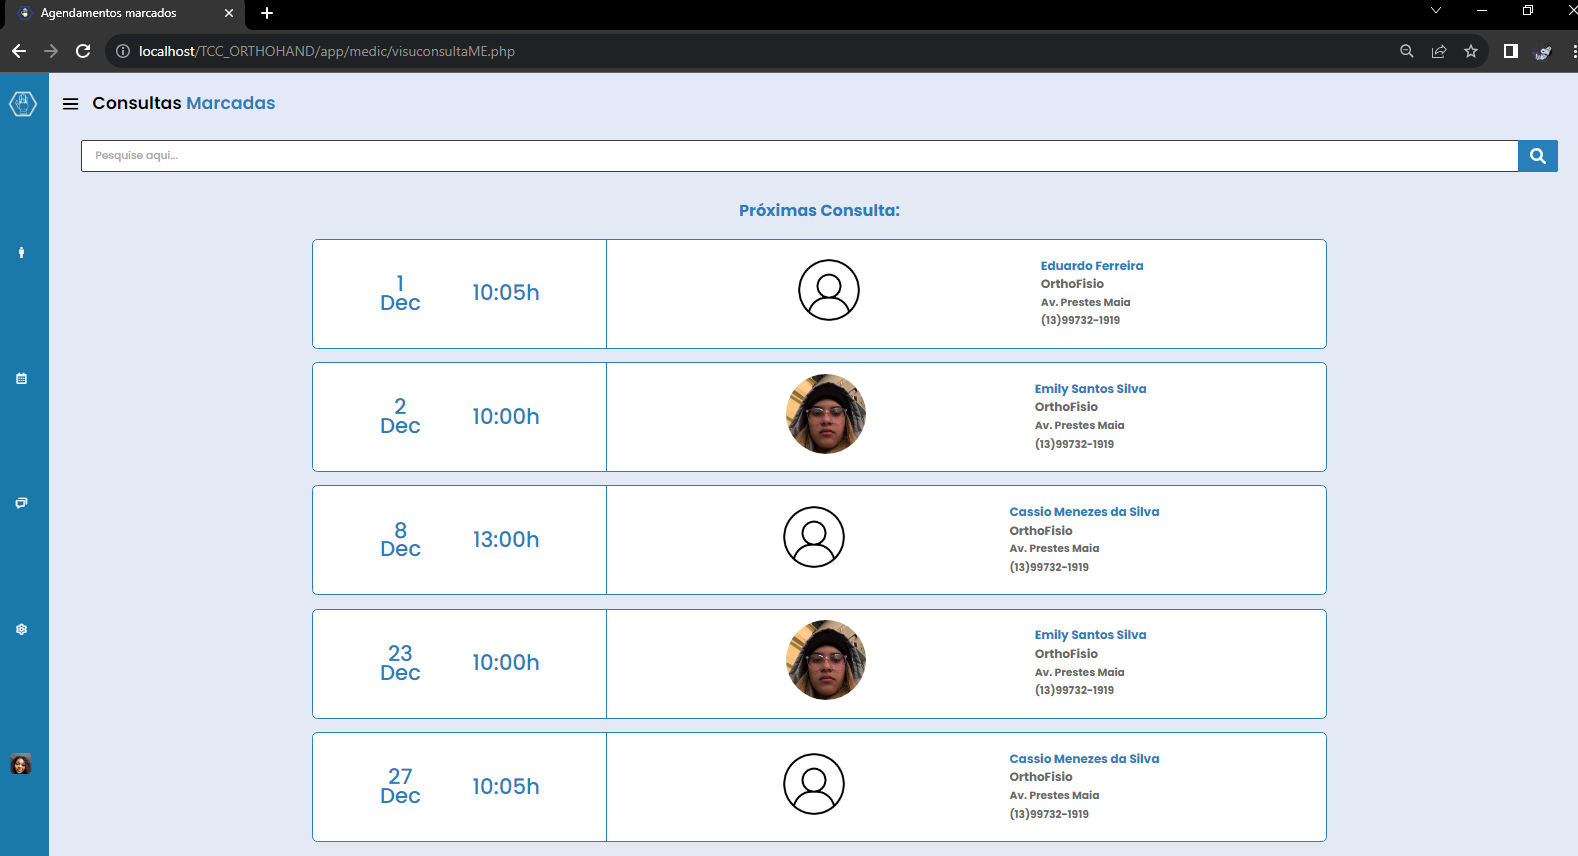 Agendamentos marcados
localhost/TCC_ORTHOHAND/app/medic/visuconsultaME.php
Consultas Marcadas
Pesquise aqui...
Próximas Consulta:
1
Dec
10:05h
Eduardo Ferreira
OrthoFisio
Av. Prestes Maia
(13)99732-1919
2
Dec
10:00h
Emily Santos Silva
OrthoFisio
Av. Prestes Maia
(13)99732-1919
8
Dec
13:00h
Cassio Menezes da Silva
OrthoFisio
Av. Prestes Maia
(13)99732-1919
23
Dec
10:00h
Emily Santos Silva
OrthoFisio
Av. Prestes Maia
(13)99732-1919
27
Dec
10:05h
Cassio Menezes da Silva
OrthoFisio
Av. Prestes Maia
(13)99732-1919